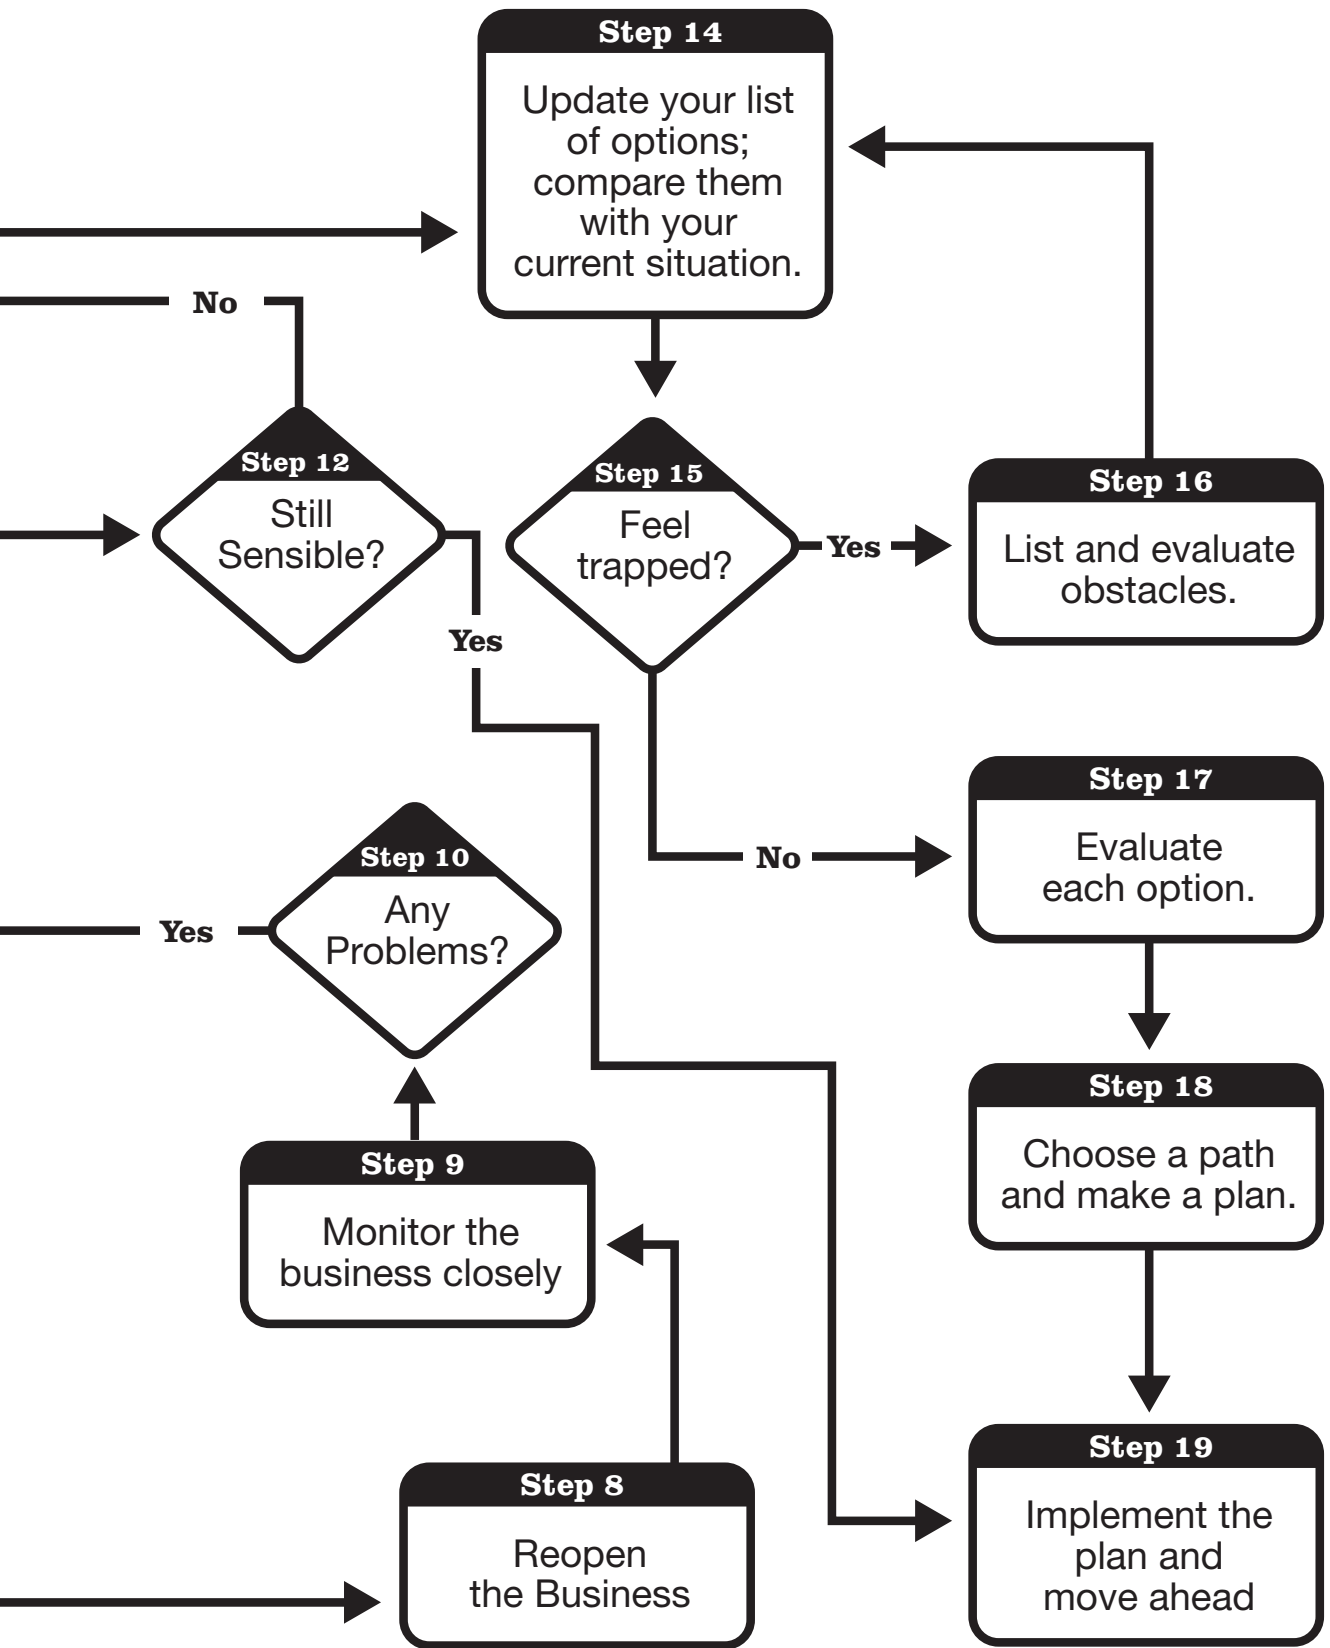 Step 14
Update your list
of options;
compare them
with your
current situation.
No
Step 12
Still
Sensible?
Yes
Step 15
Feel
trapped?
Yes
Step 16
List and evaluate
obstacles.
No
Step 17
Evaluate
each option.
Step 10
Any
Problems?
Yes
Step 18
Choose a path
and make a plan.
Step 9
Monitor the
business closely
Step 8
Reopen
the Business
Step 19
Implement the
plan and
move ahead